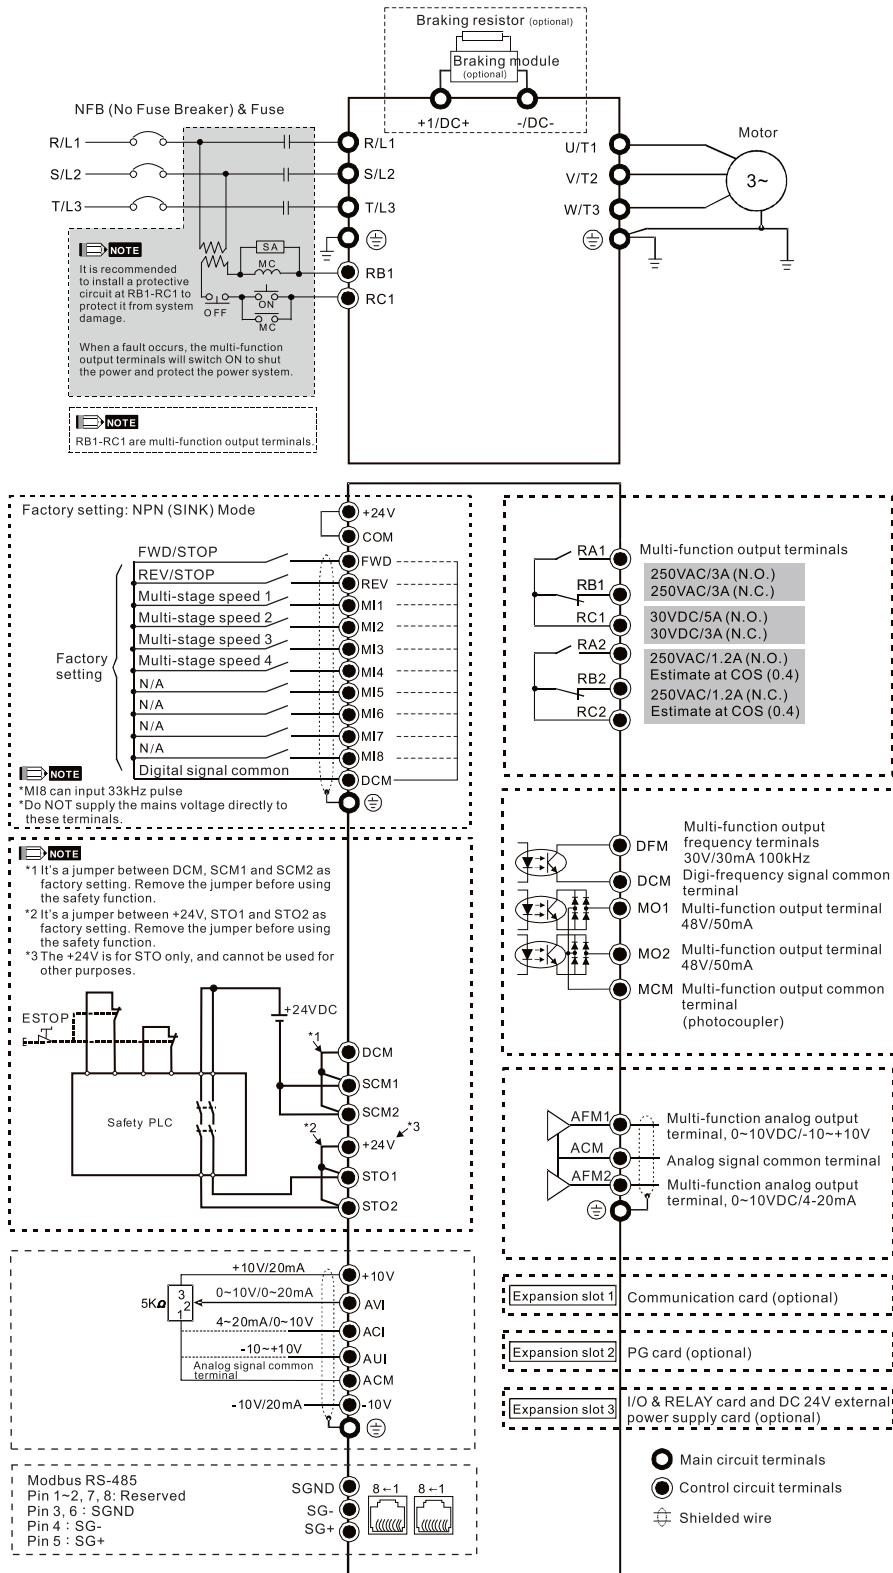 Braking resistor (optional)
Braking module
(optional)
NFB (No Fuse Breaker) & Fuse
+1/DC+
-/DC-
Motor
R/L1
R/L1
U/T1
S/L2
S/L2
V/T2
3~
T/L3
T/L3
W/T3
NOTE
It is recommended
to install a protective
circuit at RB1-RC1 to
protect it from system
damage.
SA
MC
RB1
OFF
ON
MC
RC1
When a fault occurs, the multi-function
output terminals will switch ON to shut
the power and protect the power system.
NOTE
RB1-RC1 are multi-function output terminals.
Factory setting: NPN (SINK) Mode
+24V
COM
FWD/STOP
FWD
REV/STOP
REV
Multi-stage speed 1
MI1
Multi-stage speed 2
MI2
Multi-stage speed 3
MI3
Factory
setting
Multi-stage speed 4
MI4
N/A
MI5
N/A
MI6
N/A
MI7
N/A
MI8
Digital signal common
DCM
NOTE
*MI8 can input 33kHz pulse
*Do NOT supply the mains voltage directly to
these terminals.
RA1
Multi-function output terminals
250VAC/3A (N.O.)
RB1
250VAC/3A (N.C.)
RC1
30VDC/5A (N.O.)
30VDC/3A (N.C.)
RA2
250VAC/1.2A (N.O.)
Estimate at COS (0.4)
RB2
250VAC/1.2A (N.C.)
RC2
Estimate at COS (0.4)
NOTE
*1 It's a jumper between DCM, SCM1 and SCM2 as
factory setting. Remove the jumper before using
the safety function.
*2 It's a jumper between +24V, STO1 and STO2 as
factory setting. Remove the jumper before using
the safety function.
*3 The +24V is for STO only, and cannot be used for
other purposes.
ESTOP
+24VDC
*1
DCM
SCM1
Safety PLC
SCM2
*2
*3
+24V
STO1
STO2
DFM
Multi-function output
frequency terminals
30V/30mA 100kHz
DCM
Digi-frequency signal common
terminal
MO1
Multi-function output terminal
48V/50mA
MO2
Multi-function output terminal
48V/50mA
MCM
Multi-function output common
terminal
(photocoupler)
AFM1
Multi-function analog output
terminal, 0~10VDC/-10~+10V
ACM
Analog signal common terminal
AFM2
Multi-function analog output
terminal, 0~10VDC/4-20mA
+10V/20mA
+10V
5KΩ
3
2
1
0~10V/0~20mA
AVI
4~20mA/0~10V
ACI
-10~+10V
AUI
Analog signal common
terminal
ACM
-10V/20mA
-10V
Expansion slot 1
Communication card (optional)
Expansion slot 2
PG card (optional)
Expansion slot 3
I/O & RELAY card and DC 24V external
power supply card (optional)
Main circuit terminals
Control circuit terminals
Shielded wire
Modbus RS-485
Pin 1~2, 7, 8: Reserved
Pin 3, 6 : SGND
Pin 4 : SG-
Pin 5 : SG+
SGND
SG-
SG+
8←1
8←1